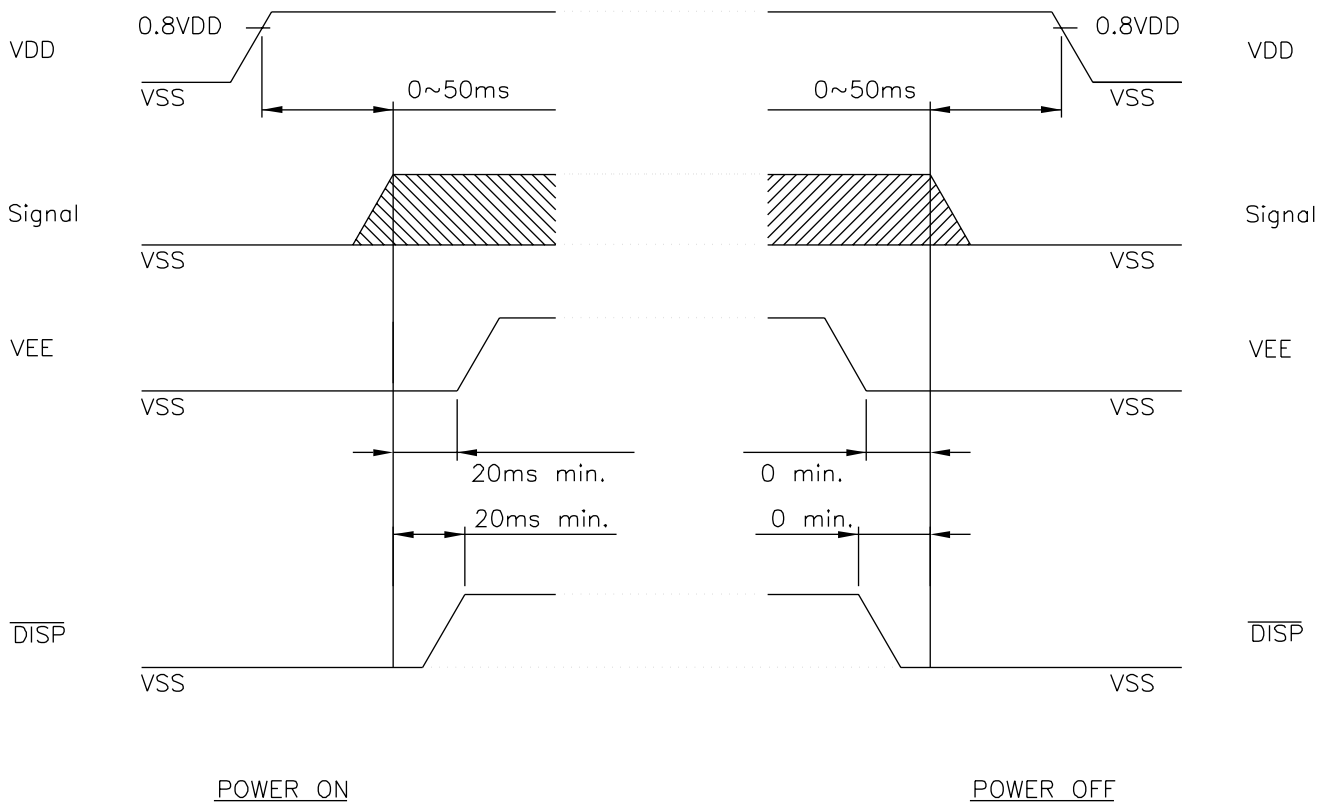 0.8VDD 0.8VDD
VDD VDD
0~50ms 0~50ms
VSS VSS
Signal Signal
VSS VSS
VEE VEE
VSS VSS
20ms min. 0 min.
20ms min. 0 min.
DISP DISP
VSS VSS
POWER ON POWER OFF